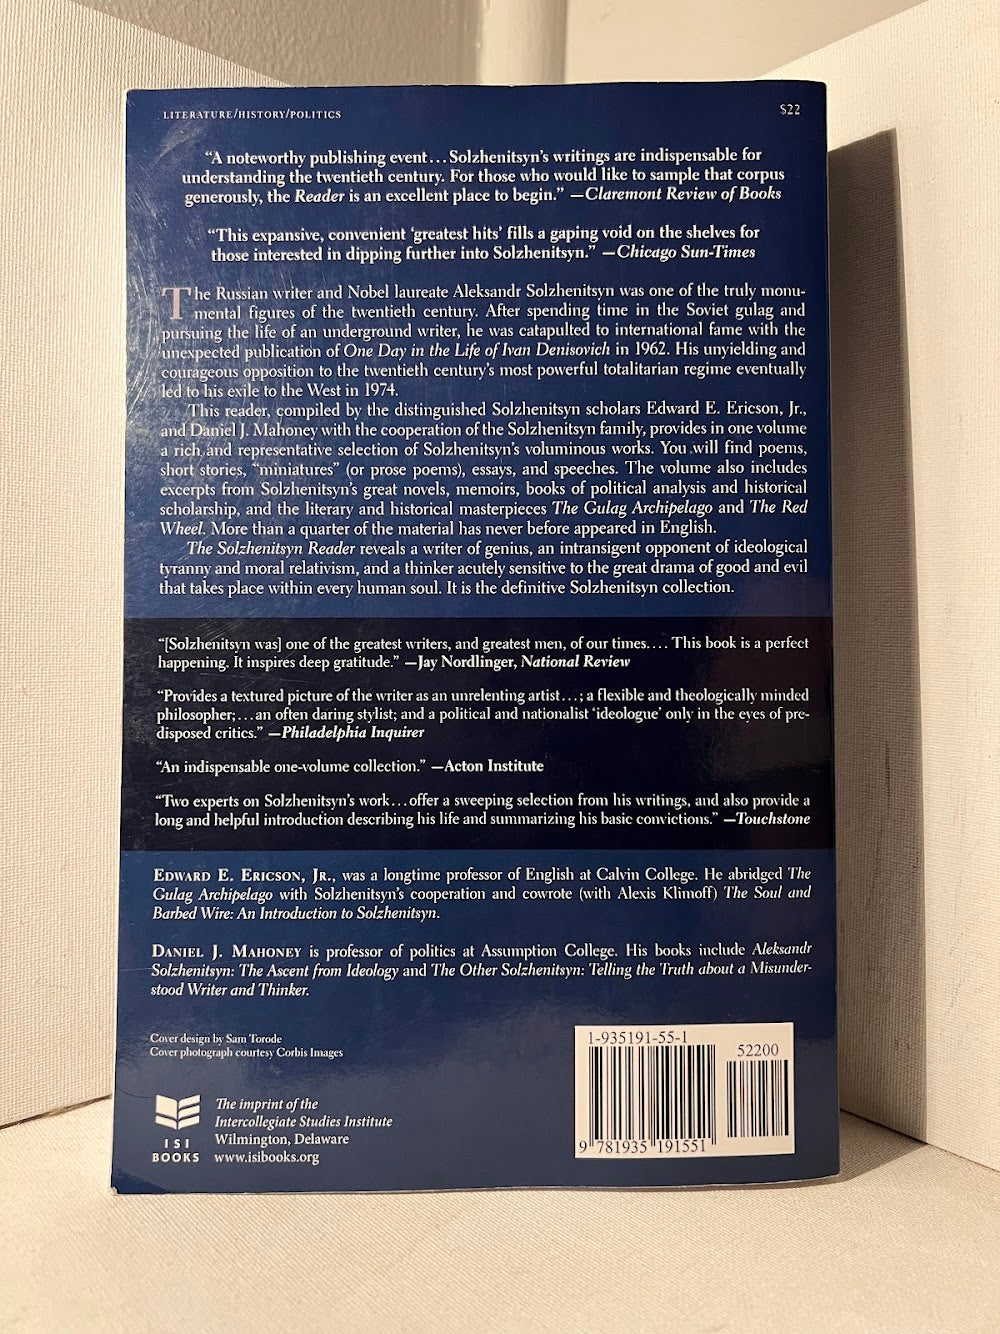 LITERATURE/HISTORY/POLITICS
$22
“A noteworthy publishing event…Solzhenitsyn’s writings are indispensable for
understanding the twentieth century. For those who would like to sample that corpus
generously, the Reader is an excellent place to begin.” —Claremont Review of Books
“This expansive, convenient ‘greatest hits’ fills a gaping void on the shelves for
those interested in dipping further into Solzhenitsyn.” —Chicago Sun-Times
The Russian writer and Nobel laureate Aleksandr Solzhenitsyn was one of the truly monu-
mental figures of the twentieth century. After spending time in the Soviet gulag and
pursuing the life of an underground writer, he was catapulted to international fame with the
unexpected publication of One Day in the Life of Ivan Denisovich in 1962. His unyielding and
courageous opposition to the twentieth century’s most powerful totalitarian regime eventually
led to his exile to the West in 1974.
This reader, compiled by the distinguished Solzhenitsyn scholars Edward E. Ericson, Jr.,
and Daniel J. Mahoney with the cooperation of the Solzhenitsyn family, provides in one volume
a rich and representative selection of Solzhenitsyn’s voluminous works. You will find poems,
short stories, “miniatures” (or prose poems), essays, and speeches. The volume also includes
excerpts from Solzhenitsyn’s great novels, memoirs, books of political analysis and historical
scholarship, and the literary and historical masterpieces The Gulag Archipelago and The Red
Wheel. More than a quarter of the material has never before appeared in English.
The Solzhenitsyn Reader reveals a writer of genius, an intransigent opponent of ideological
tyranny and moral relativism, and a thinker acutely sensitive to the great drama of good and evil
that takes place within every human soul. It is the definitive Solzhenitsyn collection.
“[Solzhenitsyn was] one of the greatest writers, and greatest men, of our times.… This book is a perfect
happening. It inspires deep gratitude.” —Jay Nordlinger, National Review
“Provides a textured picture of the writer as an unrelenting artist…; a flexible and theologically minded
philosopher;…an often daring stylist; and a political and nationalist ‘ideologue’ only in the eyes of pre-
disposed critics.” —Philadelphia Inquirer
“An indispensable one-volume collection.” —Acton Institute
“Two experts on Solzhenitsyn’s work…offer a sweeping selection from his writings, and also provide a
long and helpful introduction describing his life and summarizing his basic convictions.” —Touchstone
EDWARD E. ERICSON, JR., was a longtime professor of English at Calvin College. He abridged The
Gulag Archipelago with Solzhenitsyn’s cooperation and cowrote (with Alexis Klimoff) The Soul and
Barbed Wire: An Introduction to Solzhenitsyn.
DANIEL J. MAHONEY is professor of politics at Assumption College. His books include Aleksandr
Solzhenitsyn: The Ascent from Ideology and The Other Solzhenitsyn: Telling the Truth about a Misunder-
stood Writer and Thinker.
Cover design by Sam Torode
Cover photograph courtesy Corbis Images
ISI
BOOKS
The imprint of the
Intercollegiate Studies Institute
Wilmington, Delaware
www.isibooks.org
1-935191-55-1
52200
9 781935 191551